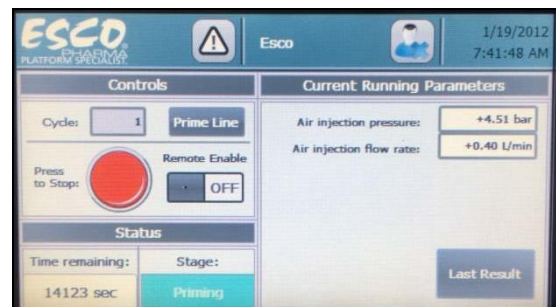 ESCO
PHARMA
PLATFORM SPECIALIST.
Esco
1/19/2012
7:41:48 AM
Controls
Cycle: 1
Prime Line
Press
to Stop:
Remote Enable
OFF
Status
Time remaining: Stage:
14123 sec Priming
Current Running Parameters
Air injection pressure: +4.51 bar
Air injection flow rate: +0.40 L/min
Last Result